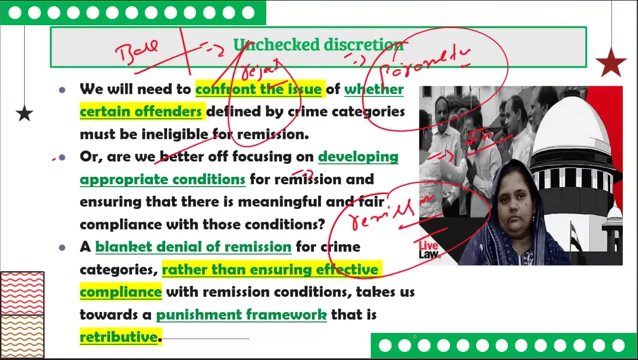 Unchecked discretion
We will need to confront the issue of whether
certain offenders defined by crime categories
must be ineligible for remission.
Or, are we better off focusing on developing
appropriate conditions for remission and
ensuring that there is meaningful and fair
compliance with those conditions?
A blanket denial of remission for crime
categories, rather than ensuring effective
compliance with remission conditions, takes us
towards a punishment framework that is
retributive.
reject
Live
Law